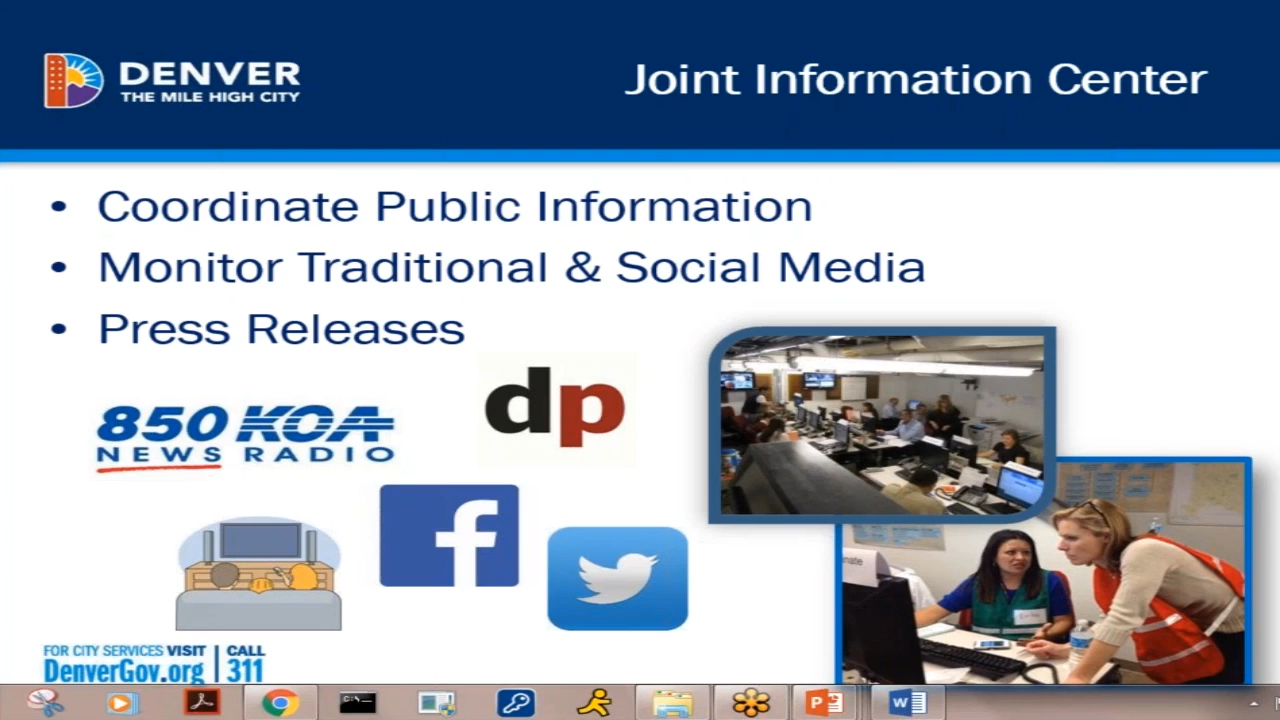 DENVER
THE MILE HIGH CITY
Joint Information Center
• Coordinate Public Information
• Monitor Traditional & Social Media
• Press Releases
dp
850 KOA
NEWS RADIO
f
nate
FOR CITY SERVICES VISIT | CALL
DenverGov.org | 311
C:\
P
W